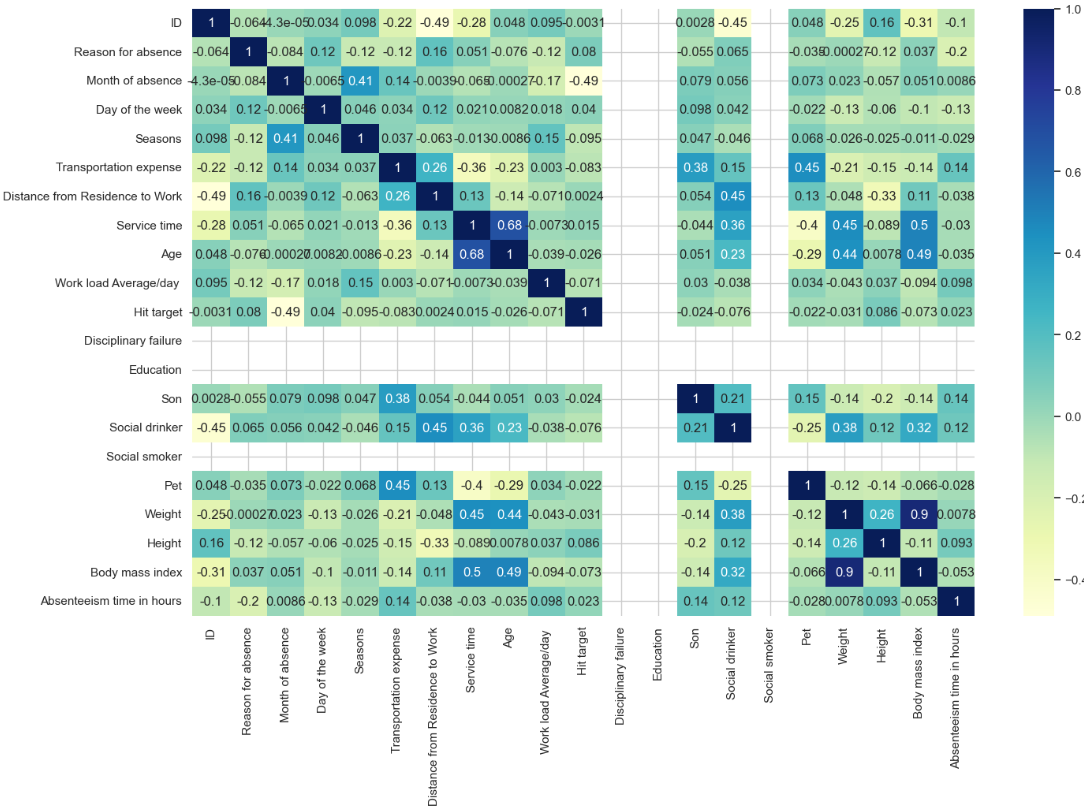 ID 1 -0.064 -4.3e-05 0.034 0.098 -0.22 -0.49 -0.28 0.048 0.095 -0.0031 0.0028 -0.45 0.048 -0.25 0.16 -0.31 -0.1
Reason for absence -0.064 1 -0.084 0.12 -0.12 -0.12 0.16 0.051 -0.076 -0.12 0.08 -0.055 0.065 -0.035 0.00027 -0.12 0.037 -0.2
Month of absence -4.3e-05 -0.084 1 -0.0065 0.41 0.14 -0.0039 -0.065 -0.00027 -0.17 -0.49 0.079 0.056 0.073 0.023 -0.057 0.051 0.0086
Day of the week 0.034 0.12 -0.0065 1 0.046 0.034 0.12 0.021 0.0082 0.018 0.04 0.098 0.042 -0.022 -0.13 -0.06 -0.1 -0.13
Seasons 0.098 -0.12 0.41 0.046 1 0.037 -0.063 -0.013 -0.0086 0.15 -0.095 0.047 -0.046 0.068 -0.026 -0.025 -0.011 -0.029
Transportation expense -0.22 -0.12 0.14 0.034 0.037 1 0.26 -0.36 -0.23 0.003 -0.083 0.38 0.15 0.45 -0.21 -0.15 -0.14 0.14
Distance from Residence to Work -0.49 0.16 -0.0039 0.12 -0.063 0.26 1 0.13 -0.14 -0.071 0.0024 0.054 0.45 0.13 -0.048 -0.33 0.11 -0.038
Service time -0.28 0.051 -0.065 0.021 -0.013 -0.36 0.13 1 0.68 -0.0073 0.015 -0.044 0.36 -0.4 0.45 -0.089 0.5 -0.03
Age 0.048 -0.076 -0.00027 0.0082 -0.0086 -0.23 -0.14 0.68 1 -0.039 -0.026 0.051 0.23 -0.29 0.44 0.0078 0.49 -0.035
Work load Average/day 0.095 -0.12 -0.17 0.018 0.15 0.003 -0.071 -0.0073 -0.039 1 -0.071 0.03 -0.038 0.034 -0.043 0.037 -0.094 0.098
Hit target -0.0031 0.08 -0.49 0.04 -0.095 -0.083 0.0024 0.015 -0.026 -0.071 1 -0.024 -0.076 -0.022 -0.031 0.086 -0.073 0.023
Disciplinary failure
Education
Son 0.0028 -0.055 0.079 0.098 0.047 0.38 0.054 -0.044 0.051 0.03 -0.024 1 0.21 0.15 -0.14 -0.2 -0.14 0.14
Social drinker -0.45 0.065 0.056 0.042 -0.046 0.15 0.45 0.36 0.23 -0.038 -0.076 0.21 1 -0.25 0.38 0.12 0.32 0.12
Social smoker
Pet 0.048 -0.035 0.073 -0.022 0.068 0.45 0.13 -0.4 -0.29 0.034 -0.022 0.15 -0.25 1 -0.12 -0.14 -0.066 -0.028
Weight -0.25 0.00027 0.023 -0.13 -0.026 -0.21 -0.048 0.45 0.44 -0.043 -0.031 -0.14 0.38 -0.12 1 0.26 0.9 0.0078
Height 0.16 -0.12 -0.057 -0.06 -0.025 -0.15 -0.33 -0.089 0.0078 0.037 0.086 -0.2 0.12 -0.14 0.26 1 -0.11 0.093
Body mass index -0.31 0.037 0.051 -0.1 -0.011 -0.14 0.11 0.5 0.49 -0.094 -0.073 -0.14 0.32 -0.066 0.9 -0.11 1 -0.053
Absenteeism time in hours -0.1 -0.2 0.0086 -0.13 -0.029 0.14 -0.038 -0.03 -0.035 0.098 0.023 0.14 0.12 -0.028 0.0078 0.093 -0.053 1
ID
Reason for absence
Month of absence
Day of the week
Seasons
Transportation expense
Distance from Residence to Work
Service time
Age
Work load Average/day
Hit target
Disciplinary failure
Education
Son
Social drinker
Social smoker
Pet
Weight
Height
Body mass index
Absenteeism time in hours
1.0
0.8
0.6
0.4
0.2
0.0
-0.2
-0.4